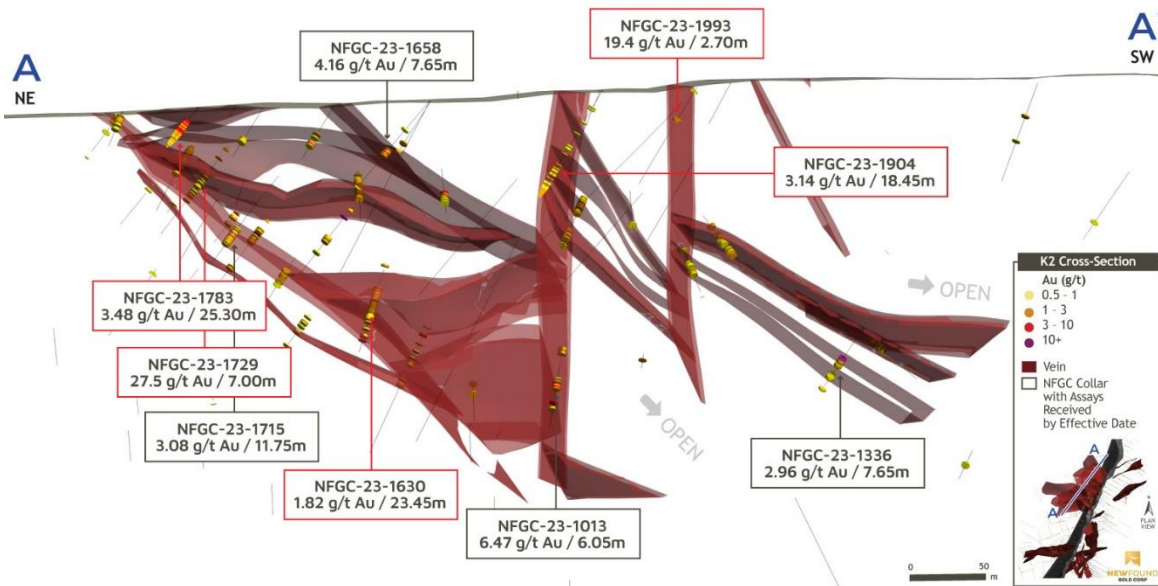 A
NE
NFGC-23-1658
4.16 g/t Au / 7.65m
NFGC-23-1993
19.4 g/t Au / 2.70m
A'
SW
NFGC-23-1904
3.14 g/t Au / 18.45m
NFGC-23-1783
3.48 g/t Au / 25.30m
NFGC-23-1729
27.5 g/t Au / 7.00m
NFGC-23-1715
3.08 g/t Au / 11.75m
NFGC-23-1630
1.82 g/t Au / 23.45m
NFGC-23-1013
6.47 g/t Au / 6.05m
NFGC-23-1336
2.96 g/t Au / 7.65m
OPEN
OPEN
K2 Cross-Section
Au (g/t)
0.5 - 1
1 - 3
3 - 10
10+
Vein
NFGC Collar
with Assays
Received
by Effective Date
A
A'
PLAN
VIEW
NEWFOUND
GOLD CORP
0 50
m